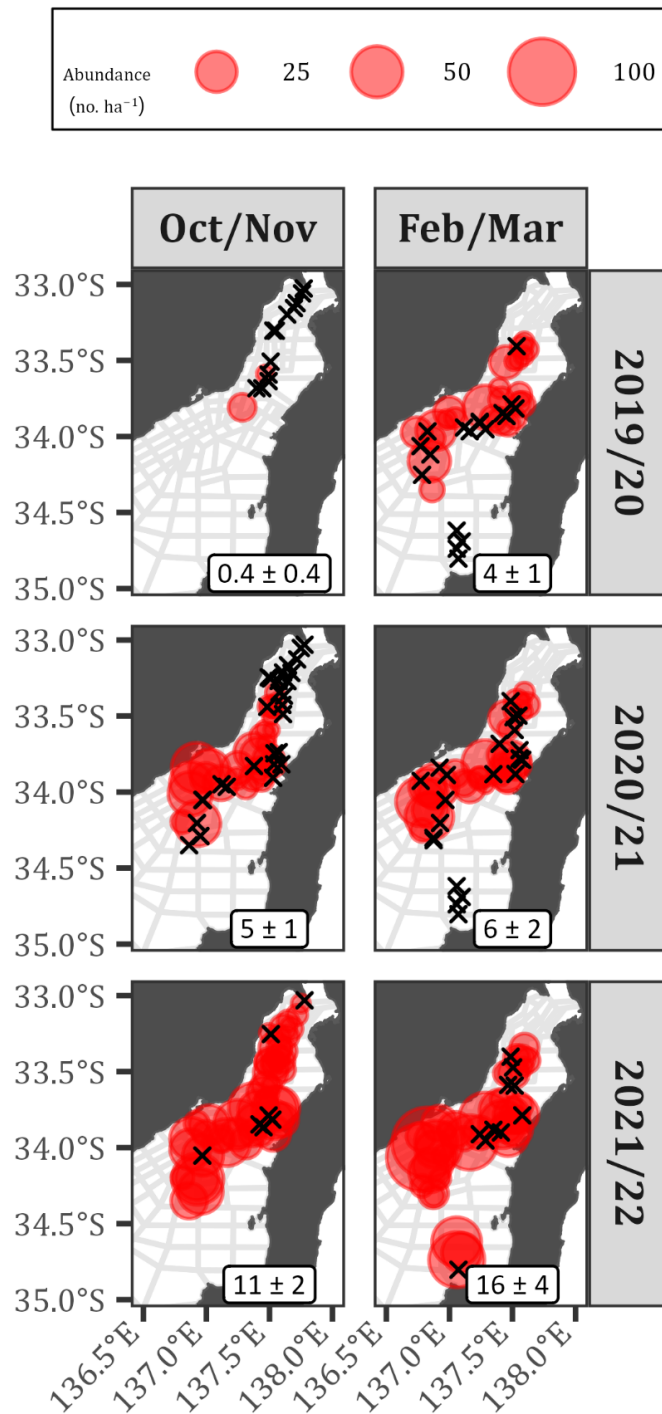 Abundance
(no. ha⁻¹)
25 50 100
Oct/Nov Feb/Mar
33.0°S
33.5°S
34.0°S
34.5°S
35.0°S
0.4 ± 0.4
4 ± 1
2019/20
33.0°S
33.5°S
34.0°S
34.5°S
35.0°S
5 ± 1
6 ± 2
2020/21
33.0°S
33.5°S
34.0°S
34.5°S
35.0°S
11 ± 2
16 ± 4
2021/22
136.5°E 137.0°E 137.5°E 138.0°E 136.5°E 137.0°E 137.5°E 138.0°E